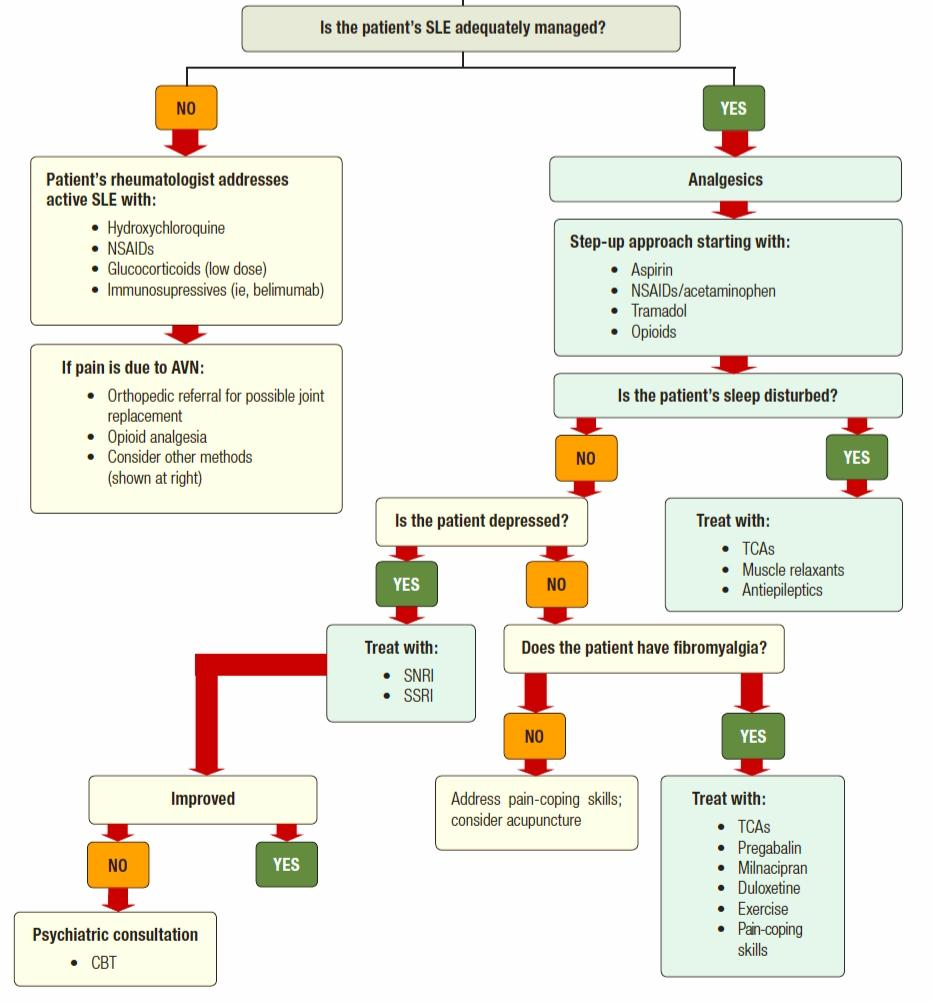 Is the patient's SLE adequately managed?
NO
YES
Patient's rheumatologist addresses
active SLE with:
• Hydroxychloroquine
• NSAIDs
• Glucocorticoids (low dose)
• Immunosupressives (ie, belimumab)
Analgesics
Step-up approach starting with:
• Aspirin
• NSAIDs/acetaminophen
• Tramadol
• Opioids
If pain is due to AVN:
• Orthopedic referral for possible joint
replacement
• Opioid analgesia
• Consider other methods
(shown at right)
Is the patient's sleep disturbed?
NO
YES
Is the patient depressed?
Treat with:
• TCAs
• Muscle relaxants
• Antiepileptics
YES
NO
Treat with:
• SNRI
• SSRI
Does the patient have fibromyalgia?
NO
YES
Improved
Address pain-coping skills;
consider acupuncture
Treat with:
• TCAs
• Pregabalin
• Milnacipran
• Duloxetine
• Exercise
• Pain-coping
skills
NO
YES
Psychiatric consultation
• CBT